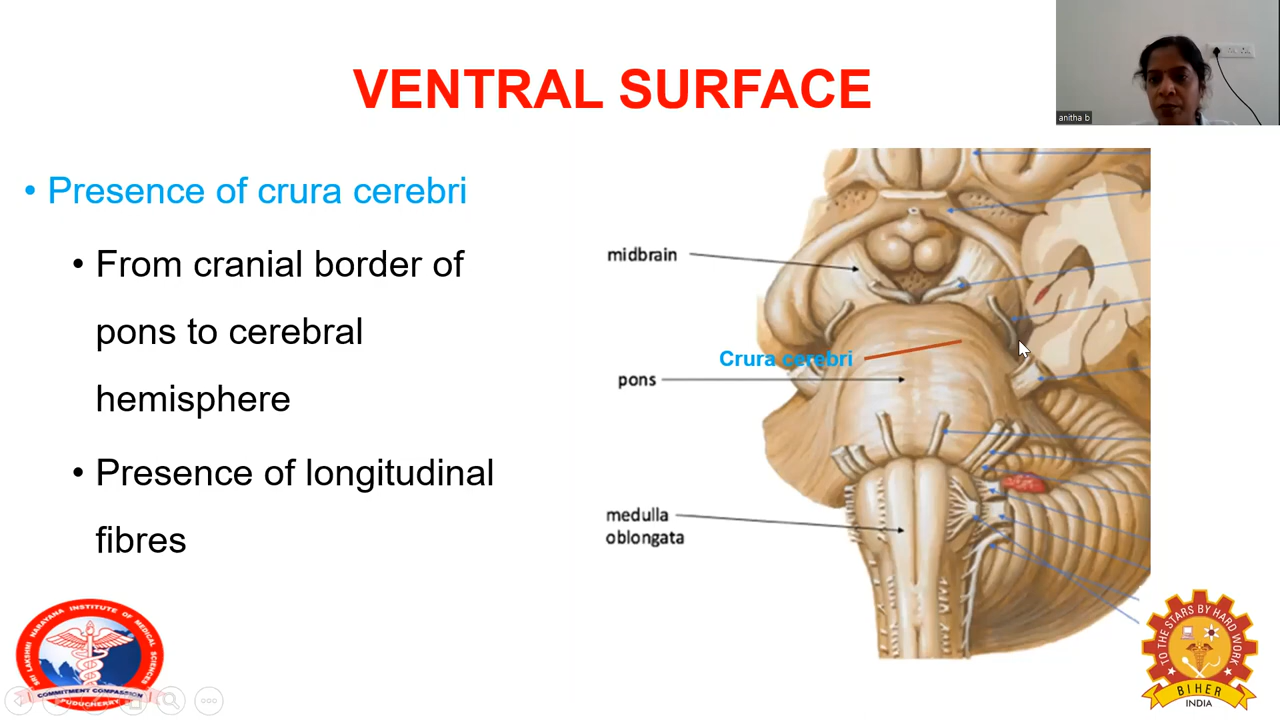 VENTRAL SURFACE
anitha b
• Presence of crura cerebri
• From cranial border of
pons to cerebral
hemisphere
• Presence of longitudinal
fibres
midbrain
Crura cerebri
pons
medulla
oblongata
SRI LAKSHMI NARAYANA INSTITUTE OF MEDICAL SCIENCES
COMMITMENT COMPASSION
PUDUCHERRY
TO THE STARS BY HARD WORK
BIHER
INDIA